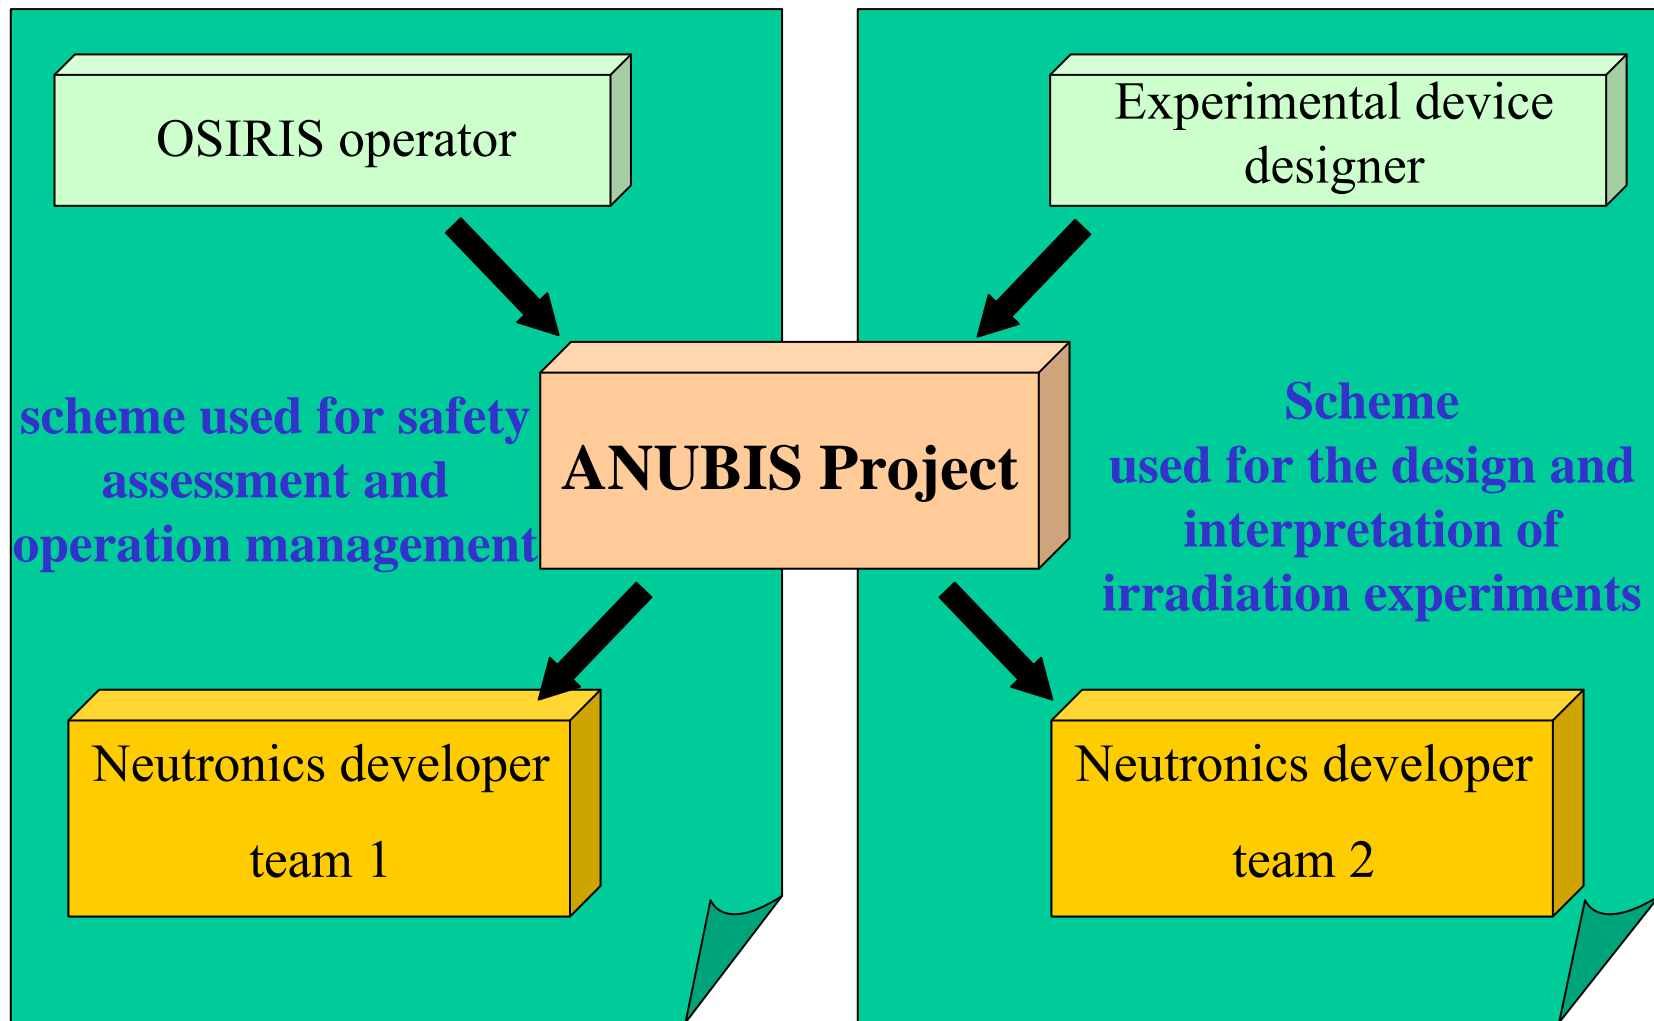 OSIRIS operator
Experimental device
designer
scheme used for safety
assessment and
operation management
ANUBIS Project
Scheme
used for the design and
interpretation of
irradiation experiments
Neutronics developer
team 1
Neutronics developer
team 2